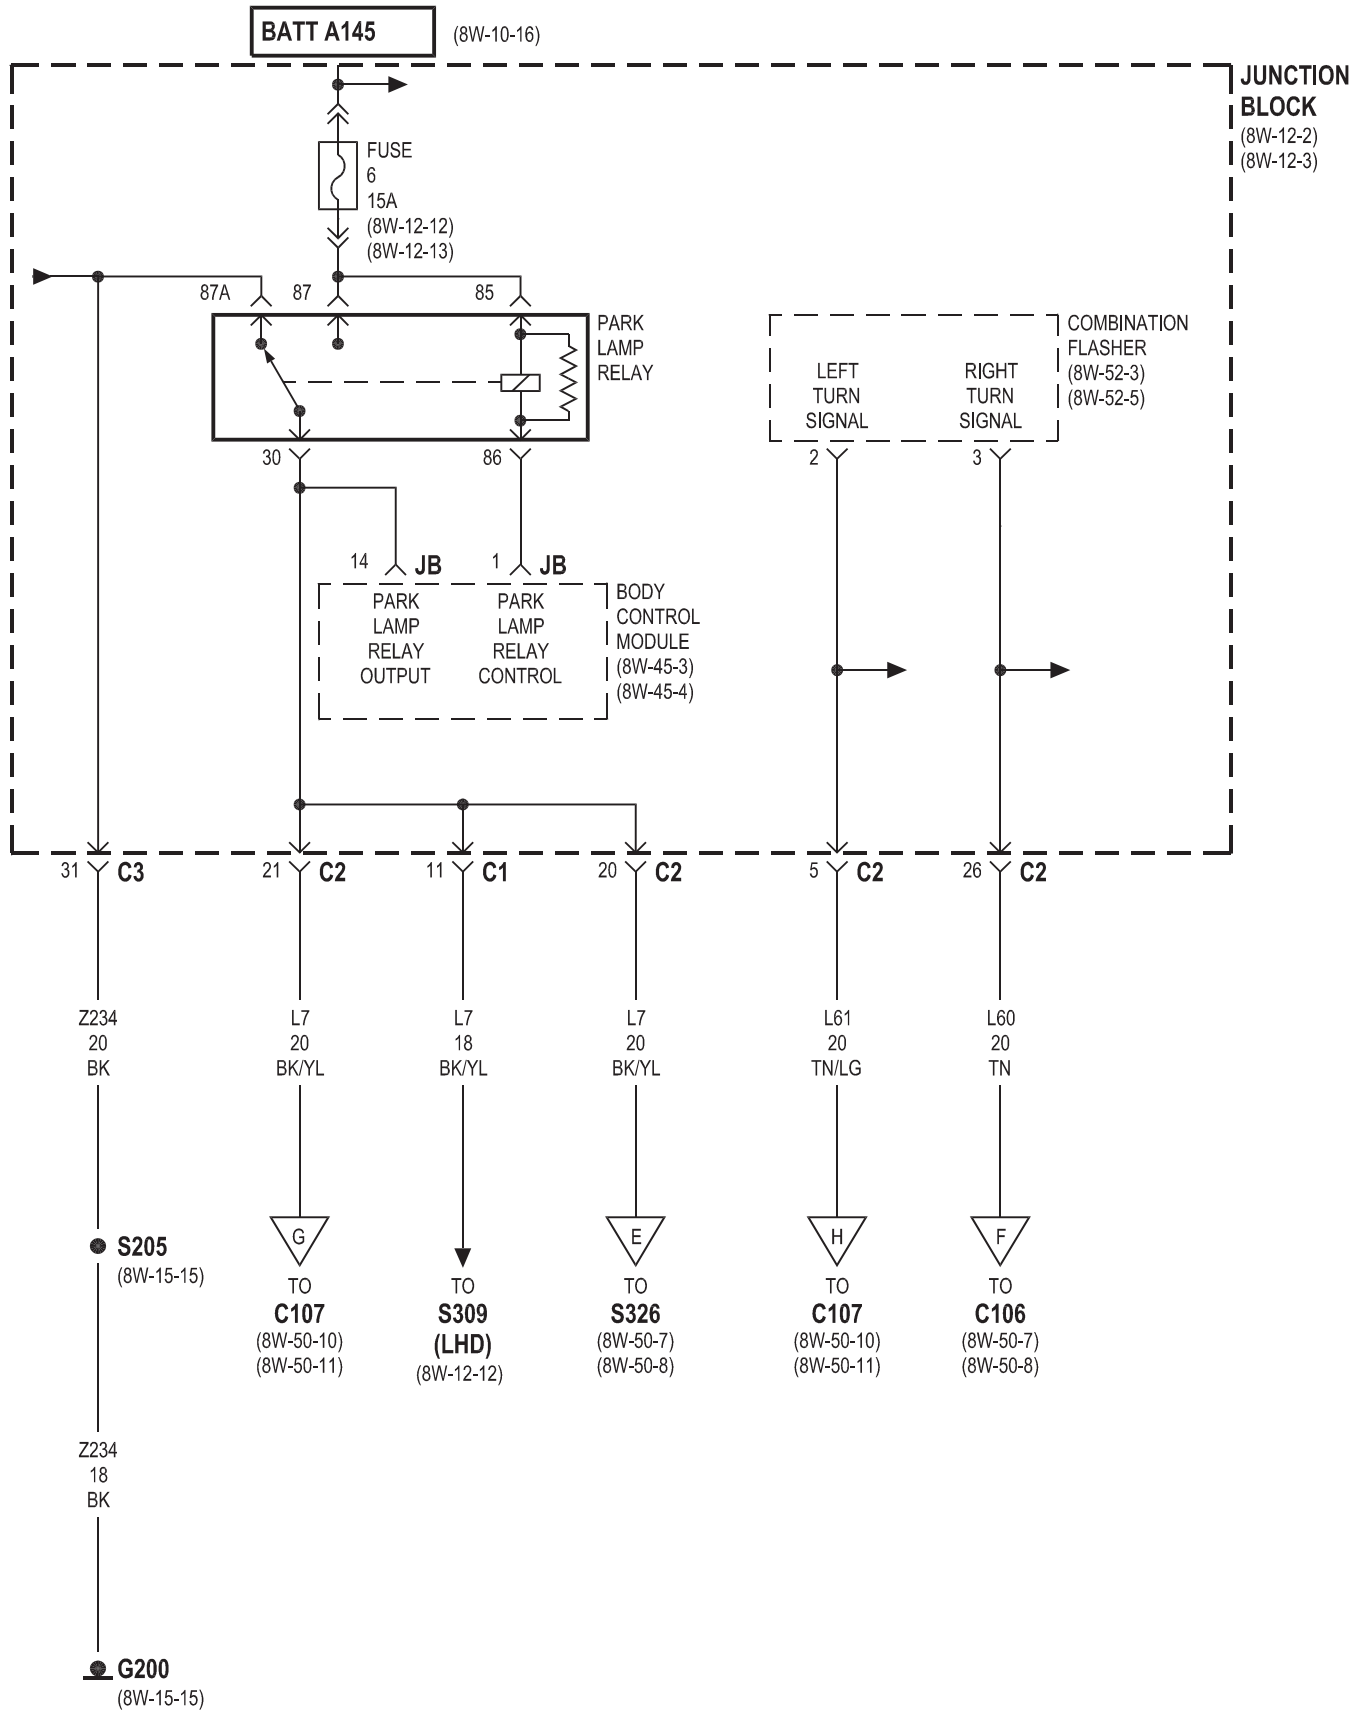 BATT A145
(8W-10-16)
JUNCTION
BLOCK
(8W-12-2)
(8W-12-3)
FUSE
6
15A
(8W-12-12)
(8W-12-13)
87A
87
85
PARK
LAMP
RELAY
30
86
COMBINATION
FLASHER
(8W-52-3)
(8W-52-5)
LEFT
TURN
SIGNAL
RIGHT
TURN
SIGNAL
2
3
14
JB
1
JB
PARK
LAMP
RELAY
OUTPUT
PARK
LAMP
RELAY
CONTROL
BODY
CONTROL
MODULE
(8W-45-3)
(8W-45-4)
31
C3
21
C2
11
C1
20
C2
5
C2
26
C2
Z234
20
BK
L7
20
BK/YL
L7
18
BK/YL
L7
20
BK/YL
L61
20
TN/LG
L60
20
TN
S205
(8W-15-15)
G
TO
C107
(8W-50-10)
(8W-50-11)
TO
S309
(LHD)
(8W-12-12)
E
TO
S326
(8W-50-7)
(8W-50-8)
H
TO
C107
(8W-50-10)
(8W-50-11)
F
TO
C106
(8W-50-7)
(8W-50-8)
Z234
18
BK
G200
(8W-15-15)